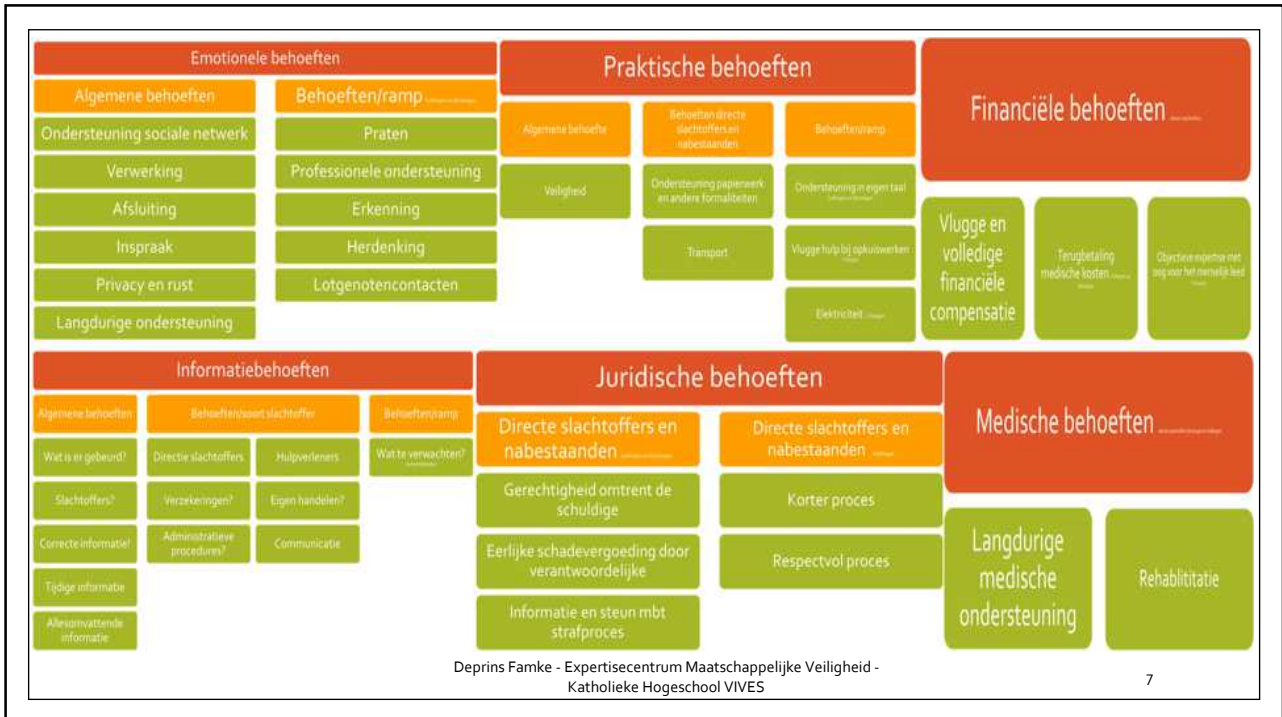 Emotionele behoeften
Algemene behoeften
Ondersteuning sociale netwerk
Verwerking
Afsluiting
Inspraak
Privacy en rust
Langdurige ondersteuning
Behoeften/ramp
Praten
Professionele ondersteuning
Erkenning
Herdenking
Lotgenotencontacten
Praktische behoeften
Algemene behoefte
Veiligheid
Behoeften directe
slachtoffers en
nabestaanden
Ondersteuning papierwerk
en andere formaliteiten
Transport
Behoeften/ramp
Ondersteuning in eigen taal
Vlugge hulp bij opkuiswerken
Elektriciteit
Financiële behoeften
Vlugge en
volledige
financiële
compensatie
Terugbetaling
medische kosten
Objectieve expertise met
oog voor het menselijk leed
Informatiebehoeften
Algemene behoeften
Wat is er gebeurd?
Slachtoffers?
Correcte informatie!
Tijdige informatie
Allesomvattende
informatie
Behoeften/soort slachtoffer
Directie slachtoffers
Verzekeringen?
Administratieve
procedures?
Hulpverleners
Eigen handelen?
Communicatie
Behoeften/ramp
Wat te verwachten?
Juridische behoeften
Directe slachtoffers en
nabestaanden
Gerechtigheid omtrent de
schuldige
Eerlijke schadevergoeding door
verantwoordelijke
Informatie en steun mbt
strafproces
Directe slachtoffers en
nabestaanden
Korter proces
Respectvol proces
Medische behoeften
Langdurige
medische
ondersteuning
Rehablititatie
Deprins Famke - Expertisecentrum Maatschappelijke Veiligheid -
Katholieke Hogeschool VIVES
7